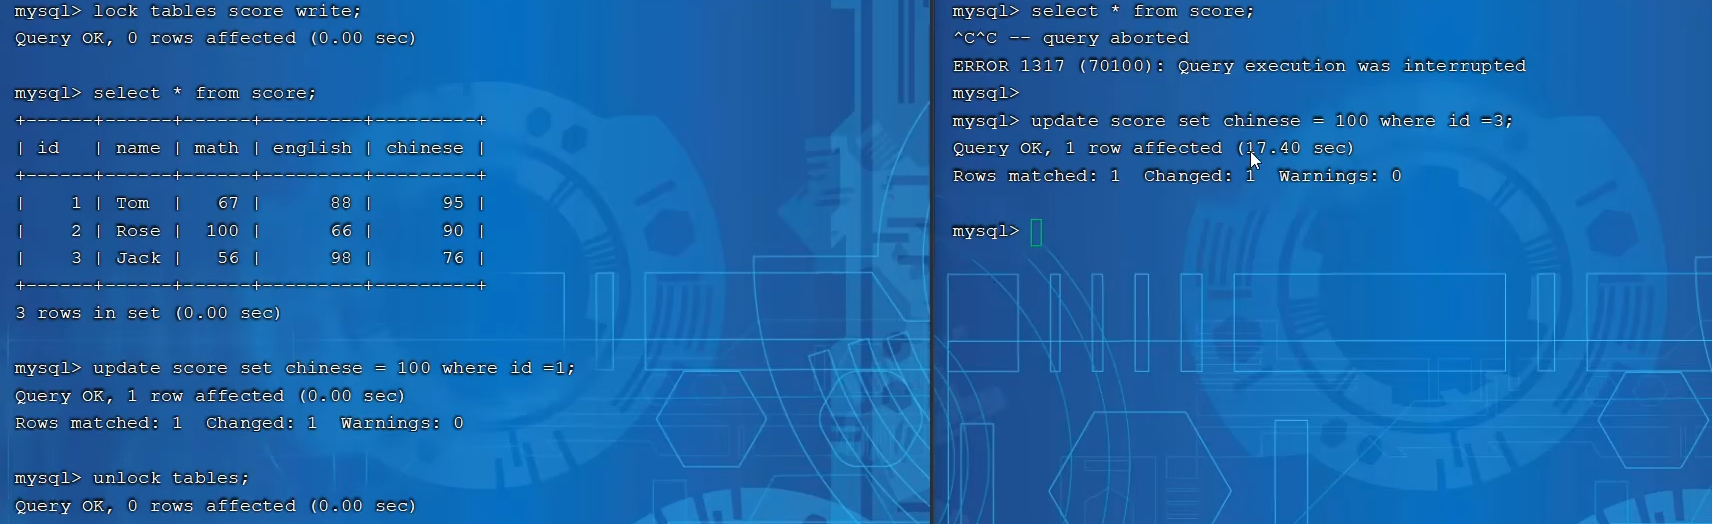 mysql> lock tables score write;
Query OK, 0 rows affected (0.00 sec)
mysql> select * from score;
+------+------+------+---------+---------+
| id   | name | math | english | chinese |
+------+------+------+---------+---------+
|    1 | Tom  |   67 |      88 |      95 |
|    2 | Rose |  100 |      66 |      90 |
|    3 | Jack |   56 |      98 |      76 |
+------+------+------+---------+---------+
3 rows in set (0.00 sec)
mysql> update score set chinese = 100 where id =1;
Query OK, 1 row affected (0.00 sec)
Rows matched: 1  Changed: 1  Warnings: 0
mysql> unlock tables;
Query OK, 0 rows affected (0.00 sec)
mysql> select * from score;
^C^C -- query aborted
ERROR 1317 (70100): Query execution was interrupted
mysql>
mysql> update score set chinese = 100 where id =3;
Query OK, 1 row affected (17.40 sec)
Rows matched: 1  Changed: 1  Warnings: 0
mysql>